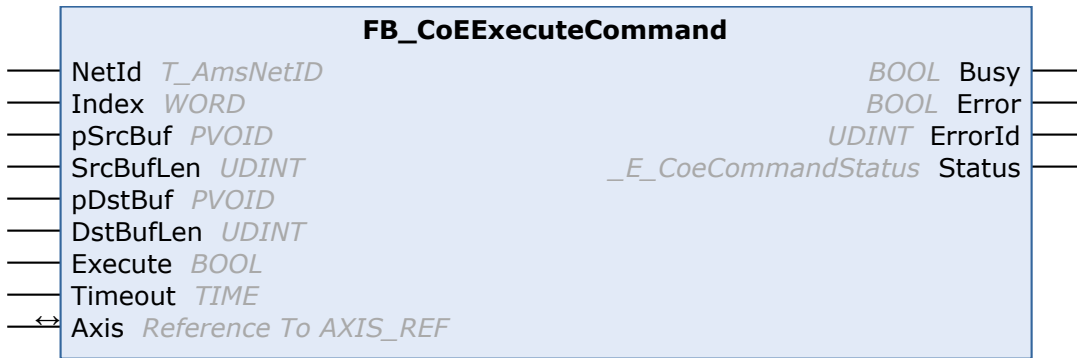 FB_CoEExecuteCommand
NetId T_AmsNetID BOOL Busy
Index WORD BOOL Error
pSrcBuf PVOID UDINT ErrorId
SrcBufLen UDINT _E_CoeCommandStatus Status
pDstBuf PVOID
DstBufLen UDINT
Execute BOOL
Timeout TIME
↔ Axis Reference To AXIS_REF